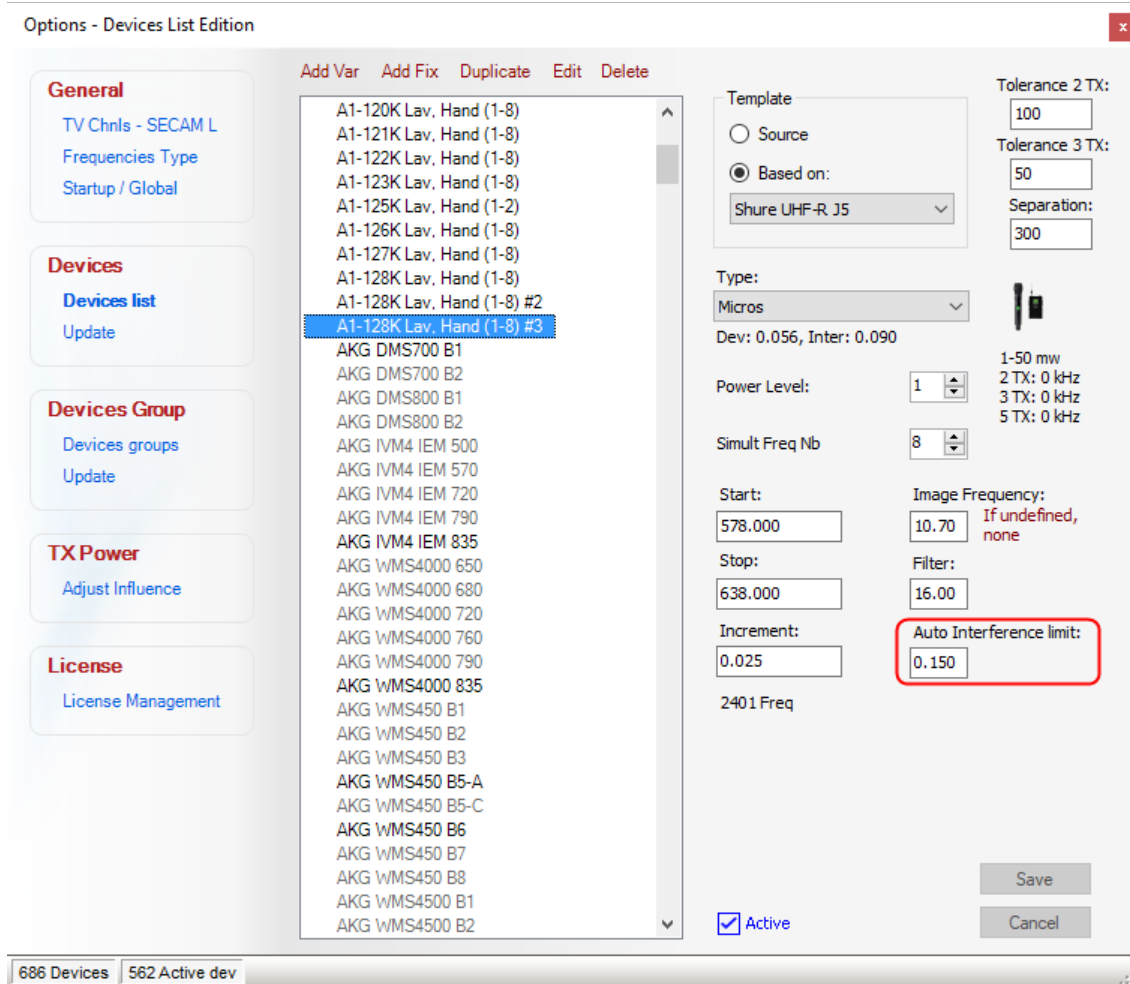 Options - Devices List Edition
x
General
TV Chnls - SECAM L
Frequencies Type
Startup / Global
Devices
Devices list
Update
Devices Group
Devices groups
Update
TX Power
Adjust Influence
License
License Management
Add Var Add Fix Duplicate Edit Delete
A1-120K Lav, Hand (1-8)
A1-121K Lav, Hand (1-8)
A1-122K Lav, Hand (1-8)
A1-123K Lav, Hand (1-8)
A1-125K Lav, Hand (1-2)
A1-126K Lav, Hand (1-8)
A1-127K Lav, Hand (1-8)
A1-128K Lav, Hand (1-8)
A1-128K Lav, Hand (1-8) #2
A1-128K Lav, Hand (1-8) #3
AKG DMS700 B1
AKG DMS700 B2
AKG DMS800 B1
AKG DMS800 B2
AKG IVM4 IEM 500
AKG IVM4 IEM 570
AKG IVM4 IEM 720
AKG IVM4 IEM 790
AKG IVM4 IEM 835
AKG WMS4000 650
AKG WMS4000 680
AKG WMS4000 720
AKG WMS4000 760
AKG WMS4000 790
AKG WMS4000 835
AKG WMS450 B1
AKG WMS450 B2
AKG WMS450 B3
AKG WMS450 B5-A
AKG WMS450 B5-C
AKG WMS450 B6
AKG WMS450 B7
AKG WMS450 B8
AKG WMS4500 B1
AKG WMS4500 B2
Template
Source
Based on:
Shure UHF-R J5
Tolerance 2 TX:
100
Tolerance 3 TX:
50
Separation:
300
Type:
Micros
Dev: 0.056, Inter: 0.090
1-50 mw
2 TX: 0 kHz
3 TX: 0 kHz
5 TX: 0 kHz
Power Level:
1
Simult Freq Nb
8
Start:
578.000
Stop:
638.000
Increment:
0.025
2401 Freq
Image Frequency:
10.70
If undefined,
none
Filter:
16.00
Auto Interference limit:
0.150
Active
Save
Cancel
686 Devices 562 Active dev